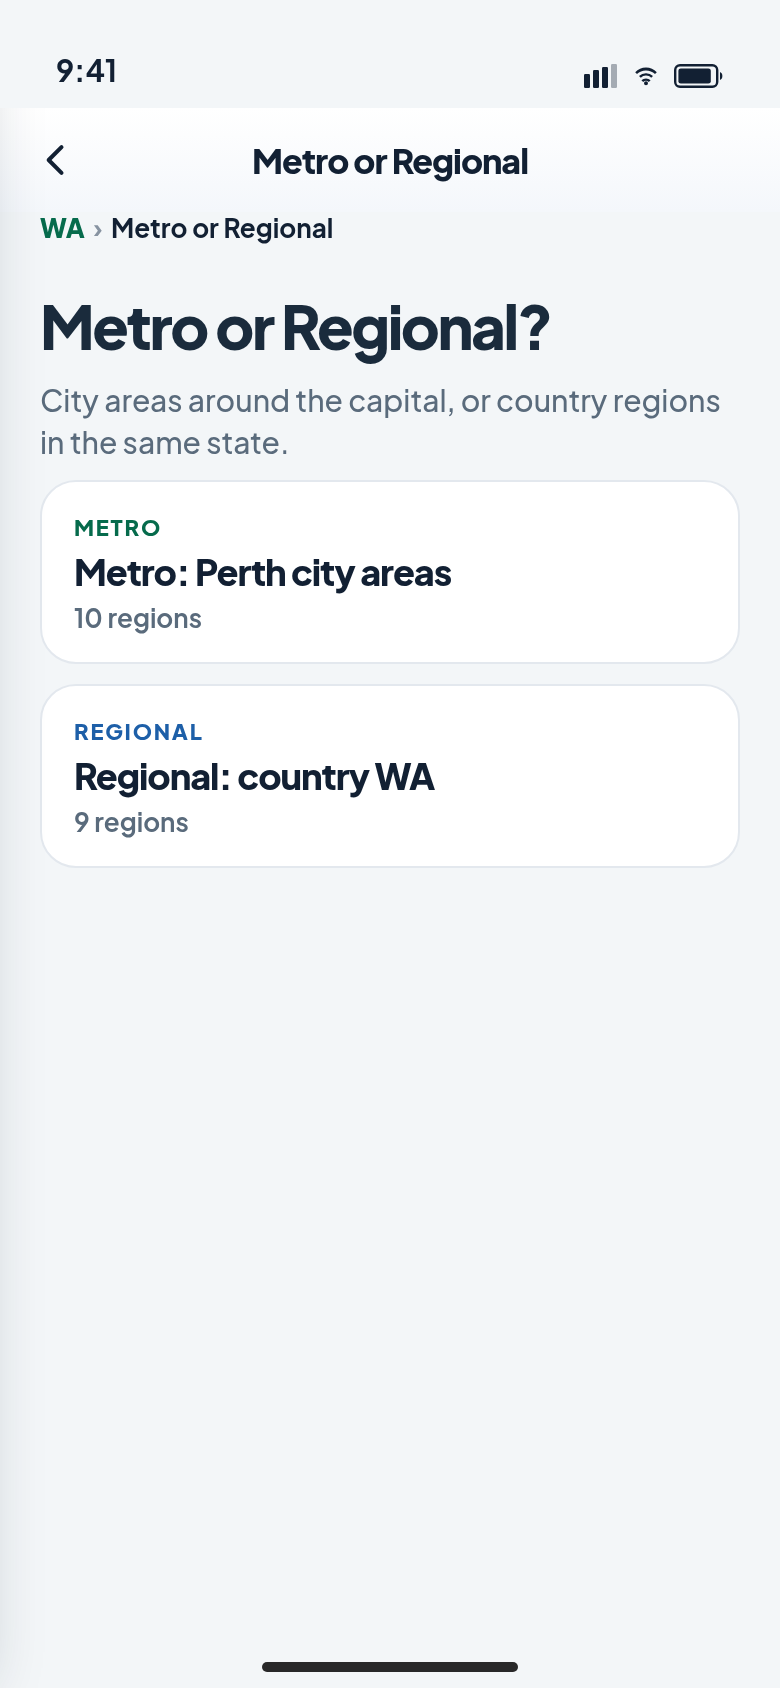 9:41
Metro or Regional
WA › Metro or Regional
Metro or Regional?
City areas around the capital, or country regions
in the same state.
METRO
Metro: Perth city areas
10 regions
REGIONAL
Regional: country WA
9 regions